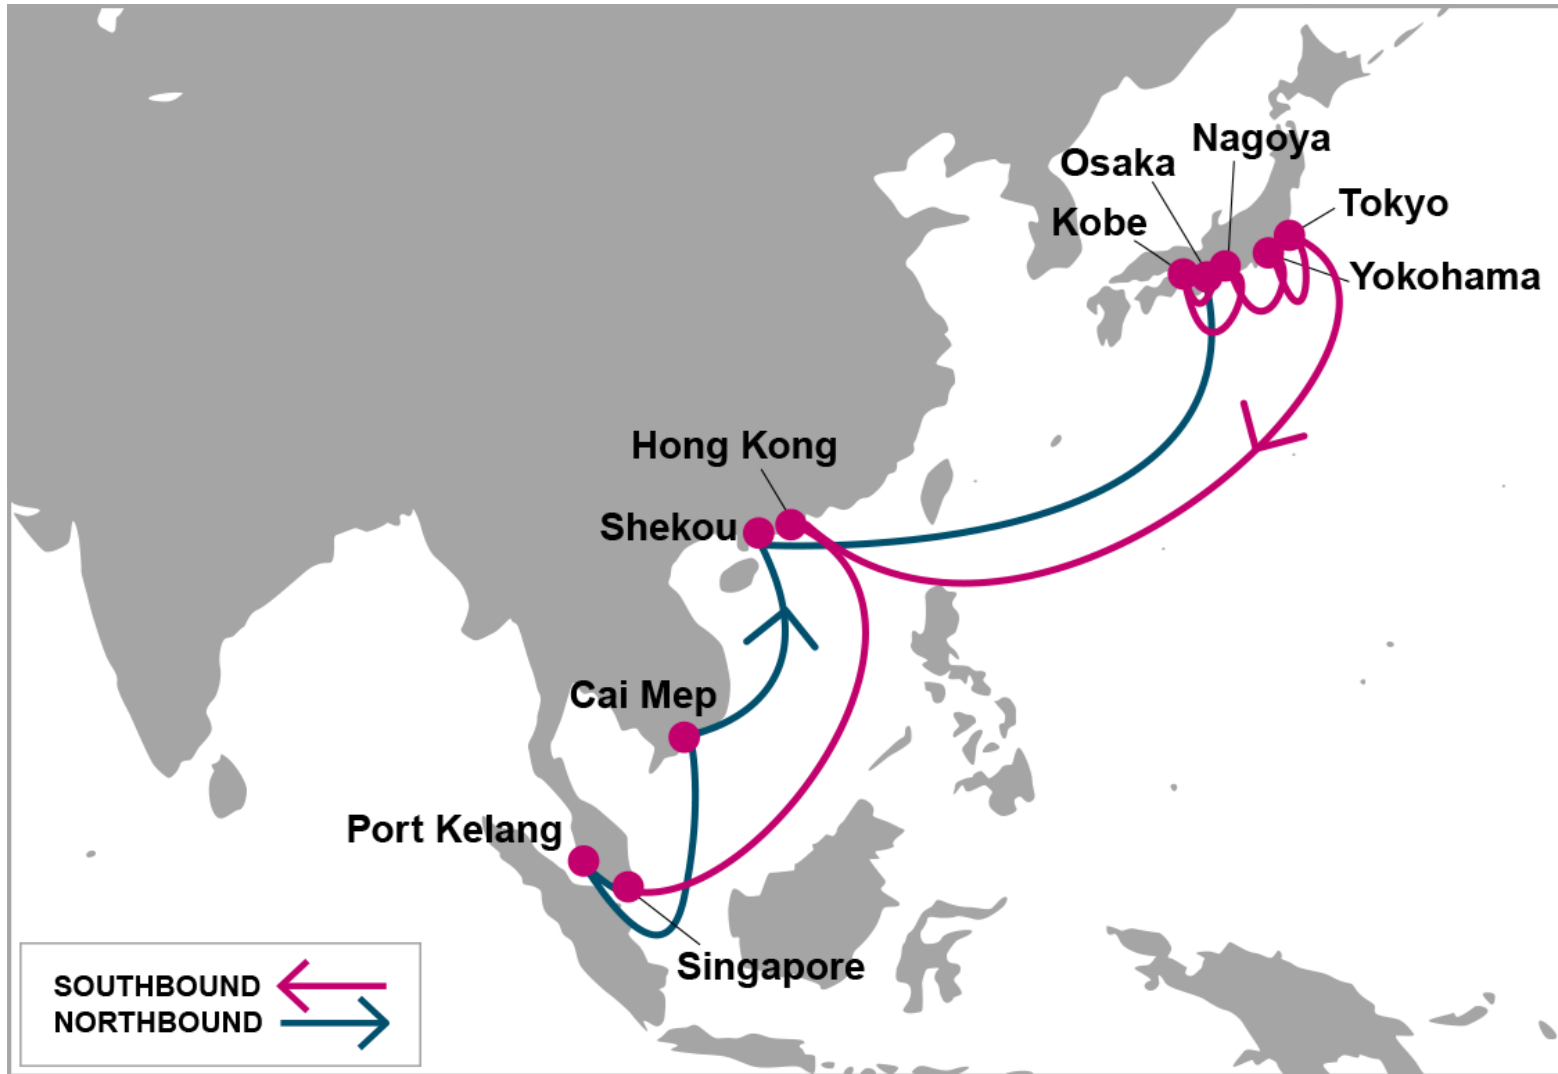 Nagoya
Osaka
Tokyo
Kobe
Yokohama
Hong Kong
Shekou
Cai Mep
Port Kelang
Singapore
SOUTHBOUND
NORTHBOUND